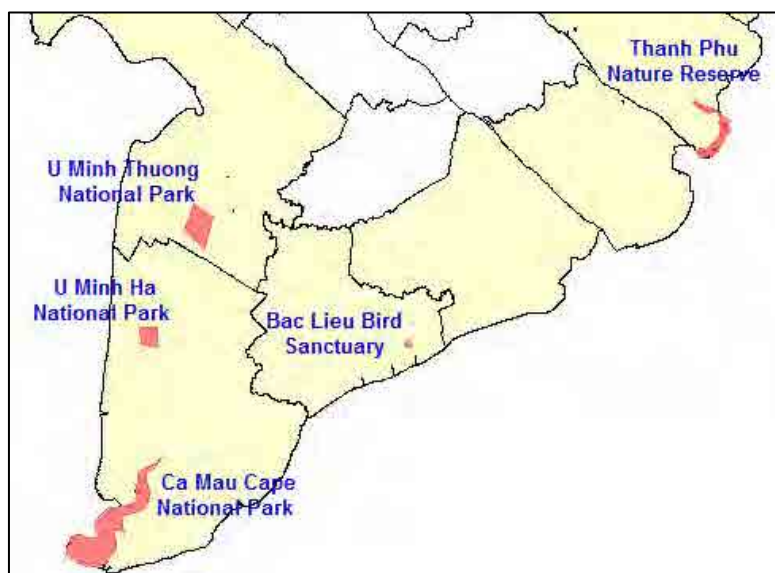 Thanh Phu
Nature Reserve
U Minh Thuong
National Park
U Minh Ha
National Park
Bac Lieu Bird
Sanctuary
Ca Mau Cape
National Park